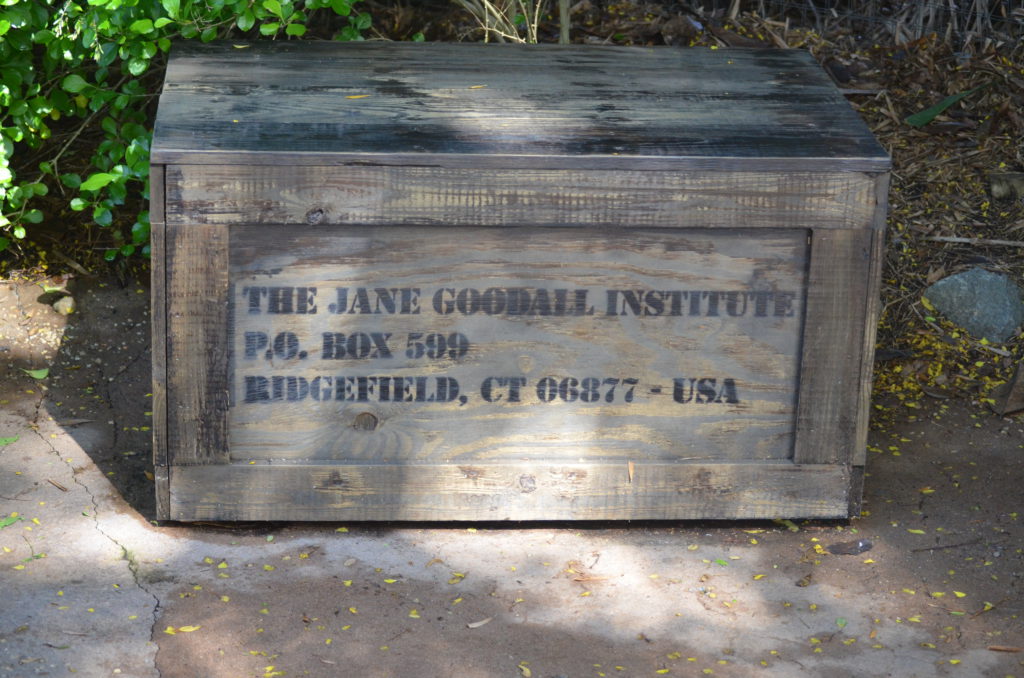 THE JANE GOODALL INSTITUTE
P.O. BOX 599
RIDGEFIELD, CT 06877 - USA